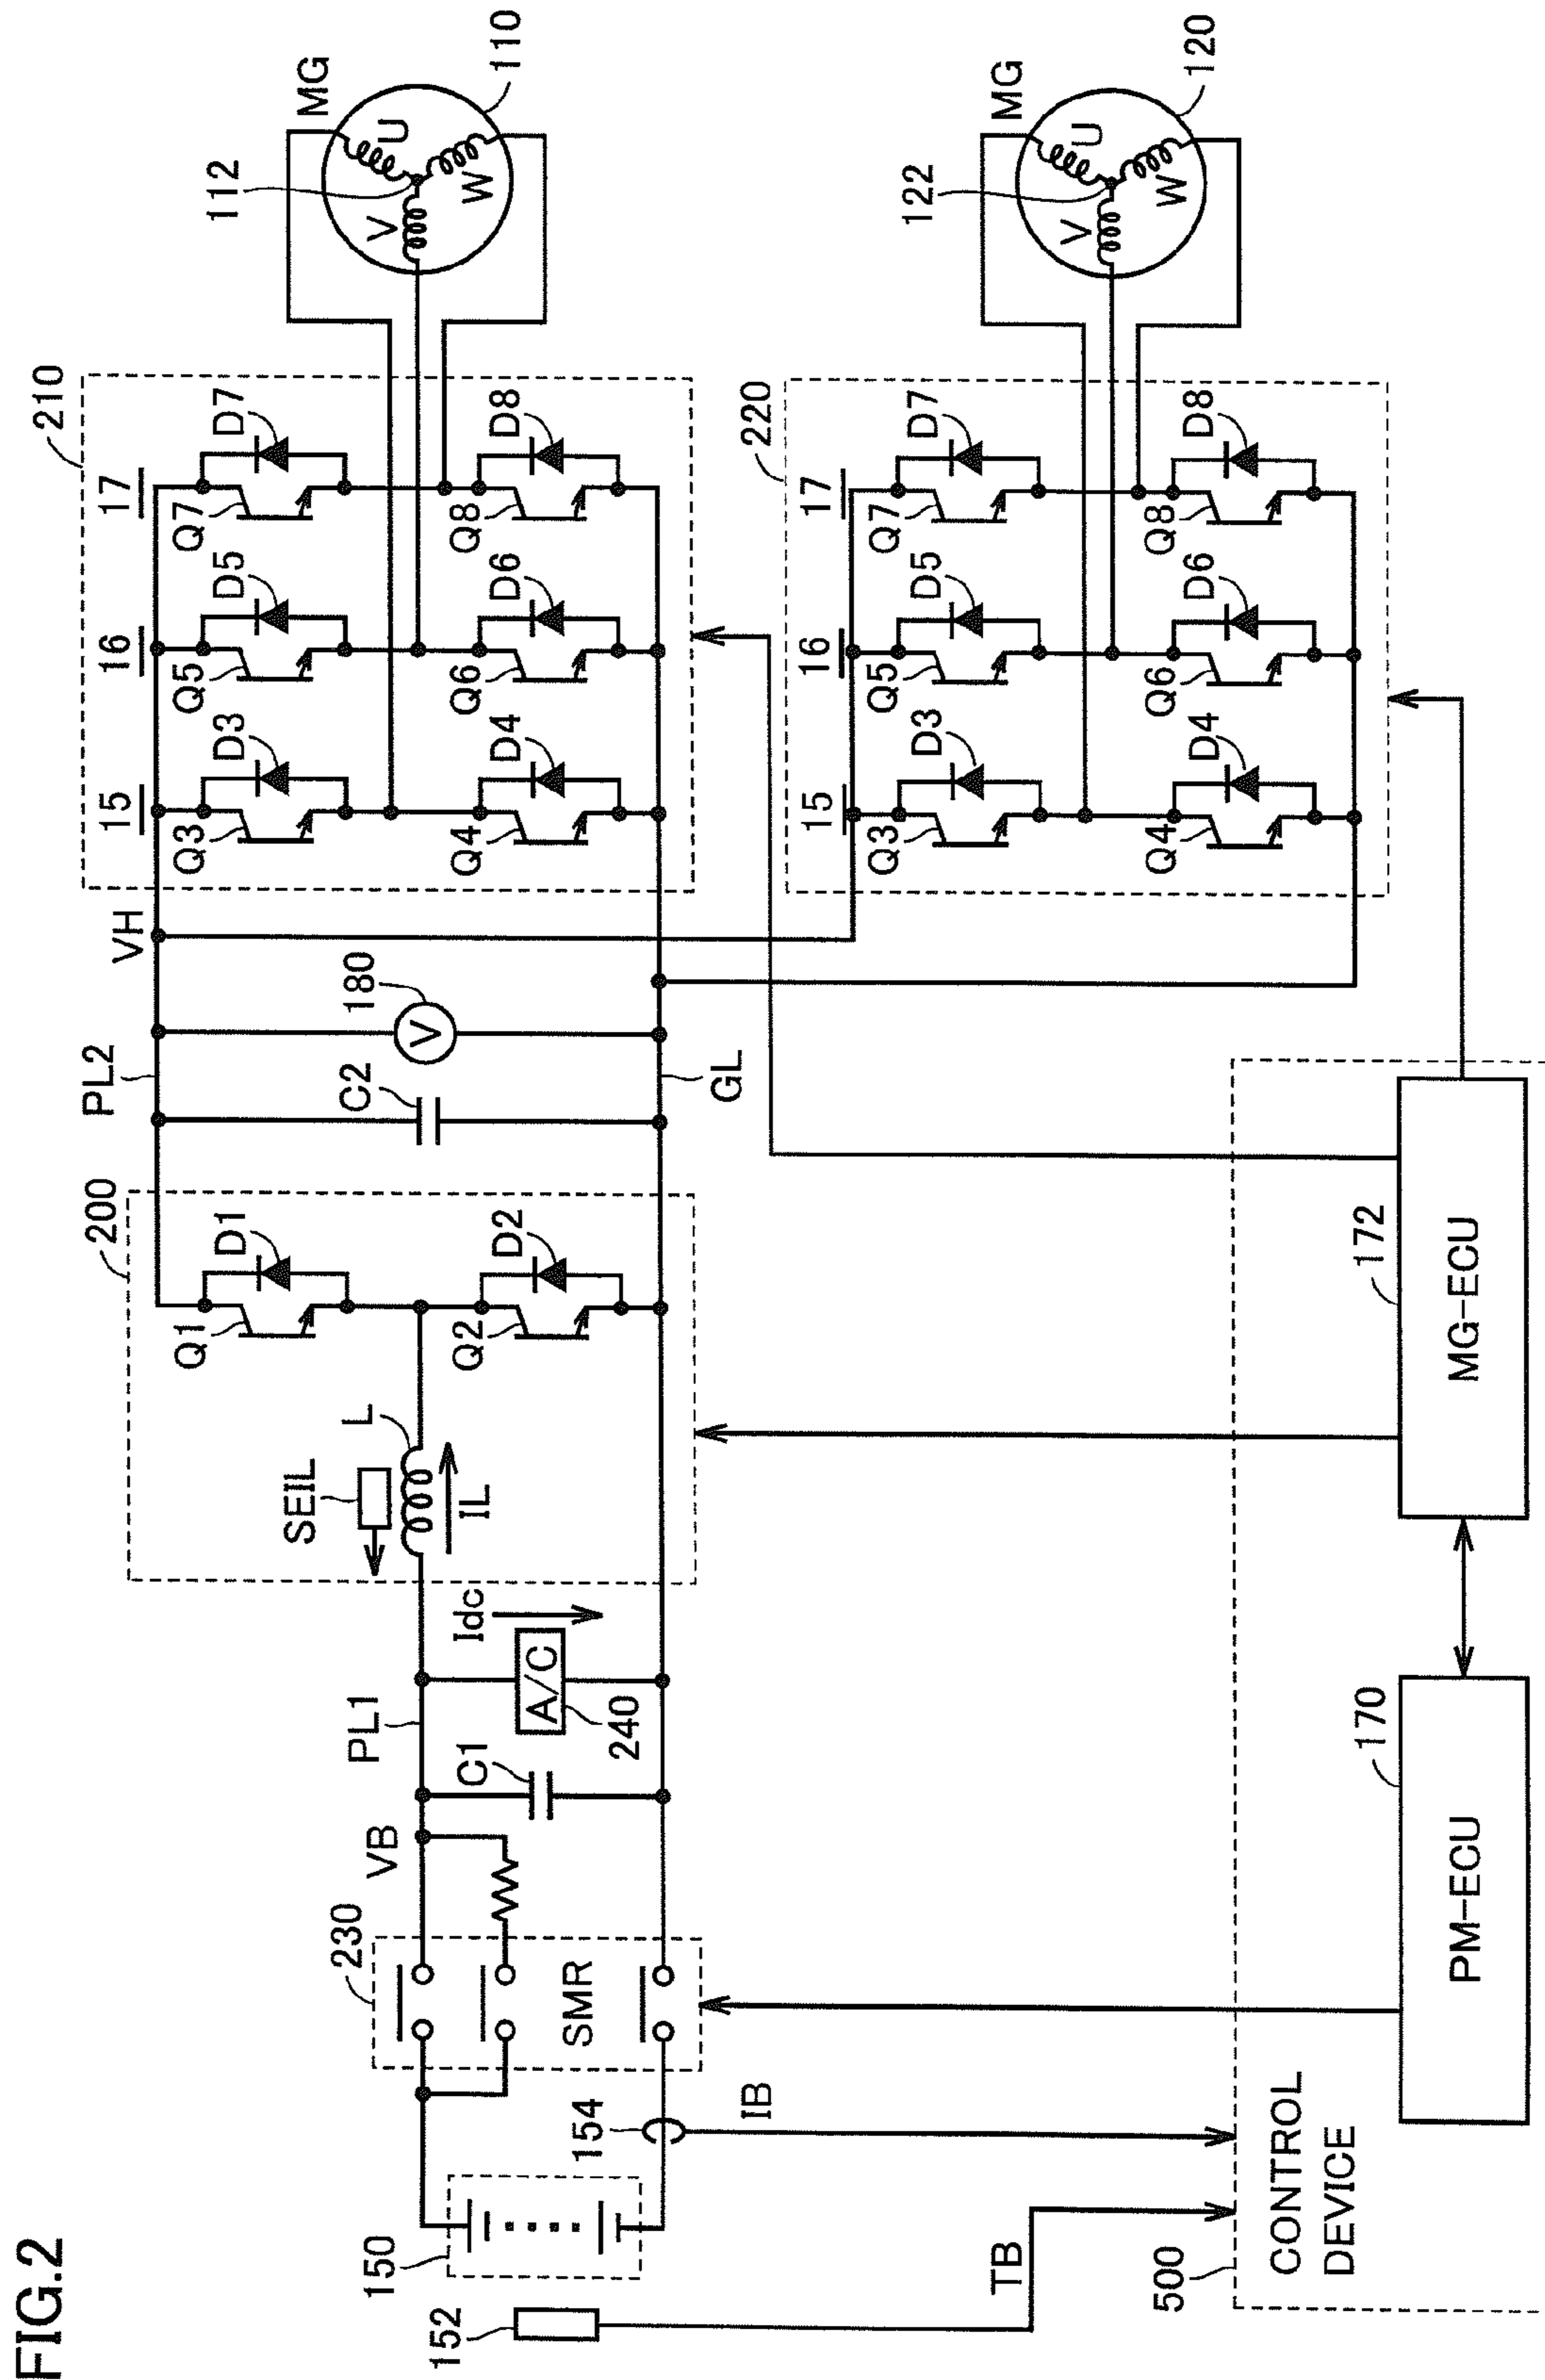 FIG.2
200
210
PL2
VH
Q1
D1
Q3
D3
15
Q5
D5
16
Q7
D7
17
MG
112
U
V
W
110
230
VB
PL1
SEIL
L
IL
C2
180
V
Q2
D2
Q4
D4
Q6
D6
Q8
D8
150
152
SMR
C1
A/C
240
Idc
GL
154
IB
220
Q3
D3
15
Q5
D5
16
Q7
D7
17
MG
122
U
V
W
120
Q4
D4
Q6
D6
Q8
D8
TB
500
CONTROL
DEVICE
170
PM-ECU
172
MG-ECU